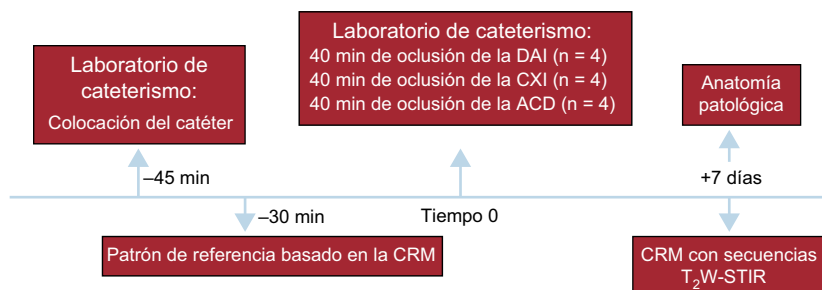 Laboratorio de
cateterismo:
Colocación del catéter
Laboratorio de cateterismo:
40 min de oclusión de la DAI (n = 4)
40 min de oclusión de la CXI (n = 4)
40 min de oclusión de la ACD (n = 4)
Anatomía
patológica
–45 min
+7 días
–30 min
Tiempo 0
Patrón de referencia basado en la CRM
CRM con secuencias
T₂W-STIR